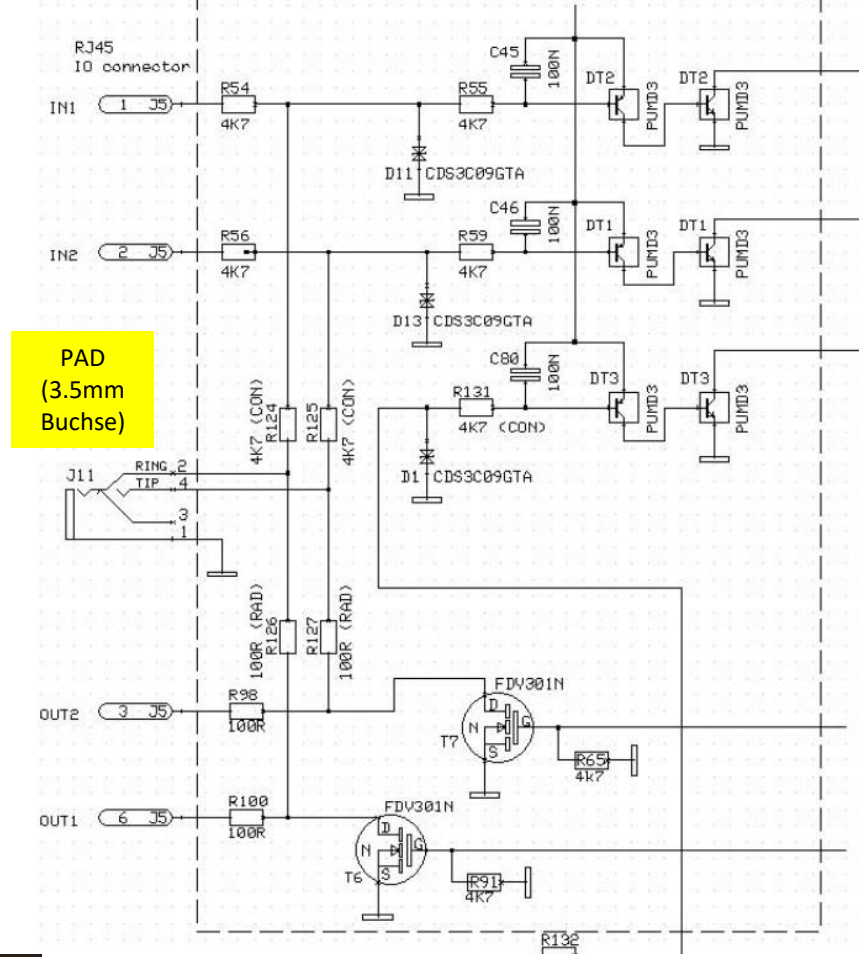 RJ45
IO connector
IN1
1 J5
R54
4K7
R55
4K7
C45
100N
DT2
PUMD3
DT2
PUMD3
D11 CDS3C09GTA
IN2
2 J5
R56
4K7
R59
4K7
C46
100N
DT1
PUMD3
DT1
PUMD3
D13 CDS3C09GTA
PAD
(3.5mm
Buchse)
4K7 (CON)
R124
R125
4K7 (CON)
R131
4K7 (CON)
C80
100N
DT3
PUMD3
DT3
PUMD3
D1 CDS3C09GTA
J11
RING 2
TIP 4
3
1
100R (RAD)
R126
R127
100R (RAD)
OUT2
3 J5
R98
100R
FDV301N
D
N
G
S
T7
R65
4k7
OUT1
6 J5
R100
100R
FDV301N
D
N
G
S
T6
R91
4K7
R132